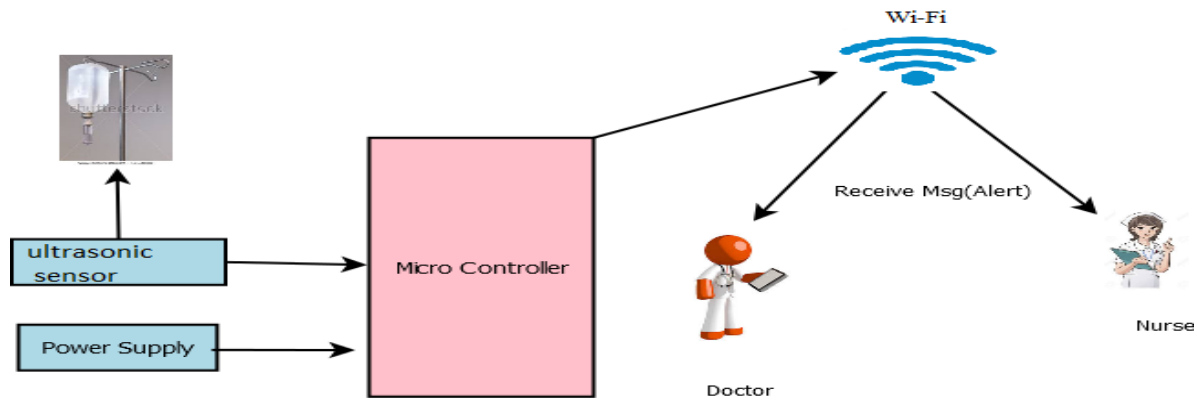 Wi-Fi
ultrasonic
sensor
Power Supply
Micro Controller
Receive Msg(Alert)
Doctor
Nurse